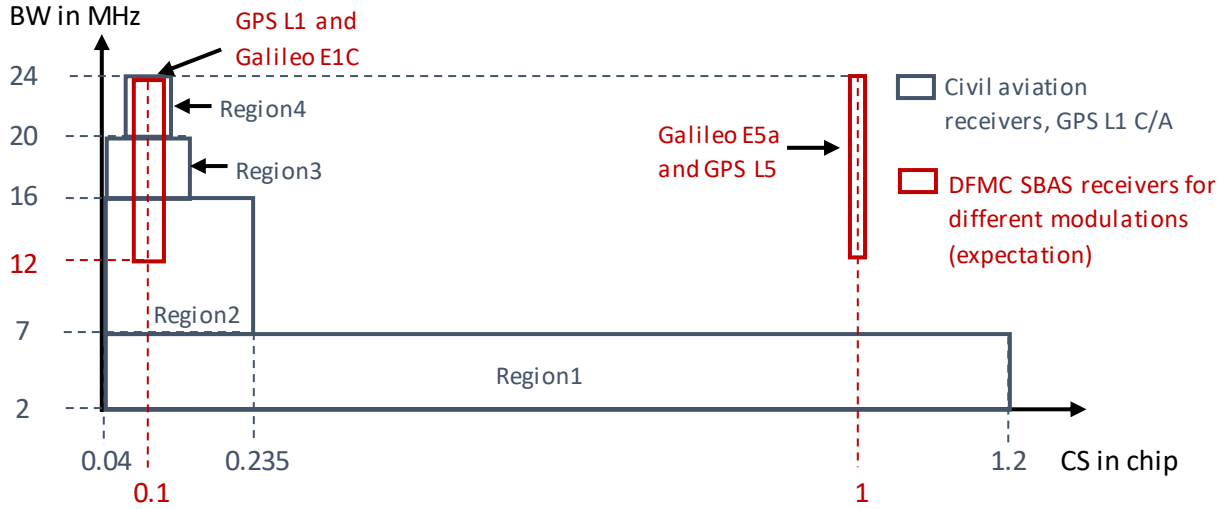 BW in MHz
GPS L1 and
Galileo E1C
24
Region4
Civil aviation
receivers, GPS L1 C/A
20
Galileo E5a
and GPS L5
Region3
DFMC SBAS receivers for
different modulations
(expectation)
16
12
Region2
7
Region1
2
0.04
0.235
1.2
CS in chip
0.1
1